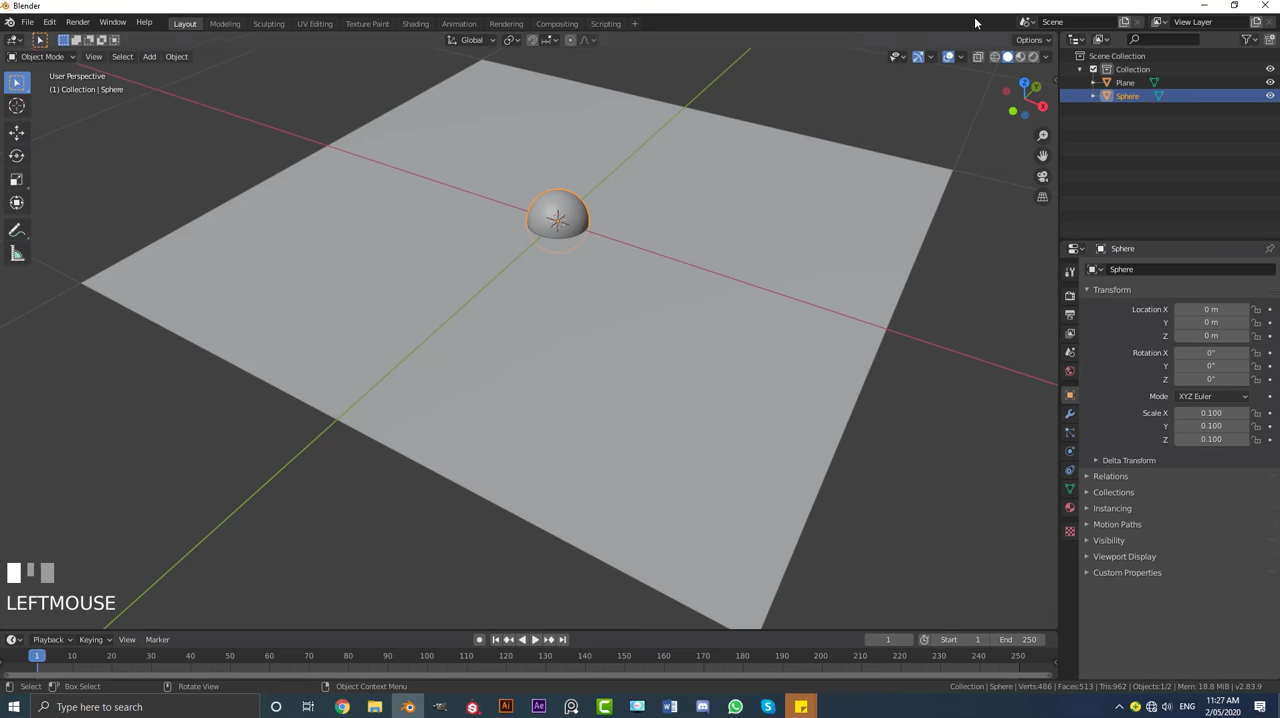 Blender
File Edit Render Window Help Layout Modeling Sculpting UV Editing Texture Paint Shading Animation Rendering Compositing Scripting + Scene View Layer
Global Options
Object Mode View Select Add Object
User Perspective
(1) Collection | Sphere
Scene Collection
Collection
Plane
Sphere
Z
Y
X
Sphere
Sphere
Transform
Location X 0 m
Y 0 m
Z 0 m
Rotation X 0°
Y 0°
Z 0°
Mode XYZ Euler
Scale X 0.100
Y 0.100
Z 0.100
Delta Transform
Relations
Collections
Instancing
Motion Paths
Visibility
Viewport Display
Custom Properties
LEFTMOUSE
Playback Keying View Marker 1 Start 1 End 250
1 10 20 30 40 50 60 70 80 90 100 110 120 130 140 150 160 170 180 190 200 210 220 230 240 250
Select Box Select Rotate View Object Context Menu Collection | Sphere | Verts:486 | Faces:513 | Tris:962 | Objects:1/2 | Mem: 18.8 MiB | v2.83.9
Type here to search ENG 11:27 AM
2/05/2020